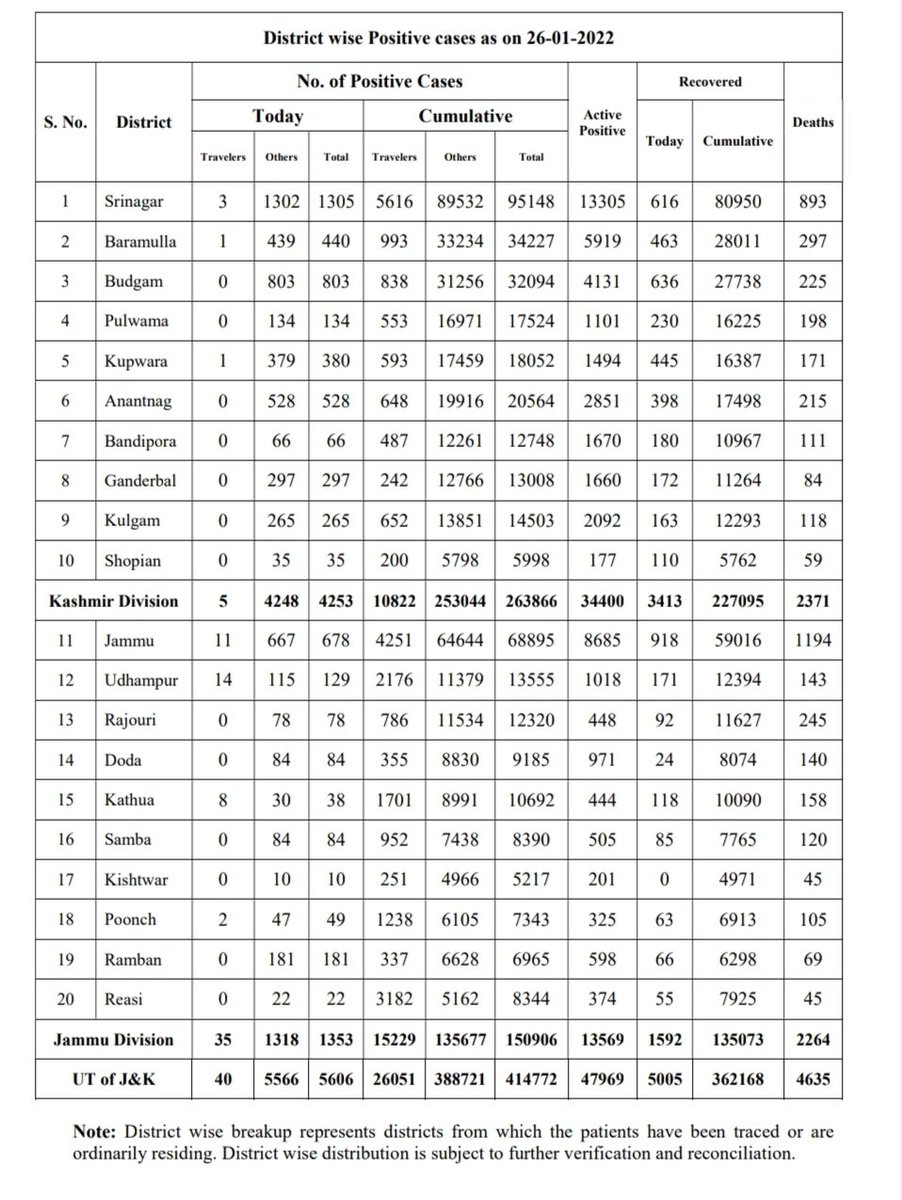 District wise Positive cases as on 26-01-2022
S. No. District No. of Positive Cases Active Positive Recovered Deaths
Today Cumulative Today Cumulative
Travelers Others Total Travelers Others Total
1 Srinagar 3 1302 1305 5616 89532 95148 13305 616 80950 893
2 Baramulla 1 439 440 993 33234 34227 5919 463 28011 297
3 Budgam 0 803 803 838 31256 32094 4131 636 27738 225
4 Pulwama 0 134 134 553 16971 17524 1101 230 16225 198
5 Kupwara 1 379 380 593 17459 18052 1494 445 16387 171
6 Anantnag 0 528 528 648 19916 20564 2851 398 17498 215
7 Bandipora 0 66 66 487 12261 12748 1670 180 10967 111
8 Ganderbal 0 297 297 242 12766 13008 1660 172 11264 84
9 Kulgam 0 265 265 652 13851 14503 2092 163 12293 118
10 Shopian 0 35 35 200 5798 5998 177 110 5762 59
Kashmir Division 5 4248 4253 10822 253044 263866 34400 3413 227095 2371
11 Jammu 11 667 678 4251 64644 68895 8685 918 59016 1194
12 Udhampur 14 115 129 2176 11379 13555 1018 171 12394 143
13 Rajouri 0 78 78 786 11534 12320 448 92 11627 245
14 Doda 0 84 84 355 8830 9185 971 24 8074 140
15 Kathua 8 30 38 1701 8991 10692 444 118 10090 158
16 Samba 0 84 84 952 7438 8390 505 85 7765 120
17 Kishtwar 0 10 10 251 4966 5217 201 0 4971 45
18 Poonch 2 47 49 1238 6105 7343 325 63 6913 105
19 Ramban 0 181 181 337 6628 6965 598 66 6298 69
20 Reasi 0 22 22 3182 5162 8344 374 55 7925 45
Jammu Division 35 1318 1353 15229 135677 150906 13569 1592 135073 2264
UT of J&K 40 5566 5606 26051 388721 414772 47969 5005 362168 4635
Note: District wise breakup represents districts from which the patients have been traced or are
ordinarily residing. District wise distribution is subject to further verification and reconciliation.